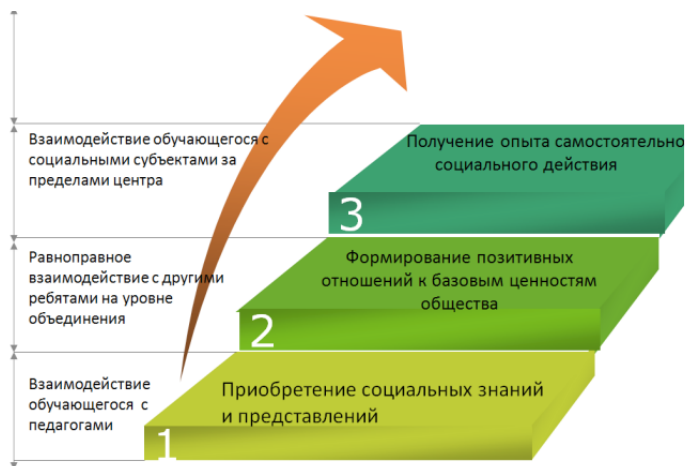 Взаимодействие обучающегося с
социальными субъектами за
пределами центра
Получение опыта самостоятельно
социального действия
3
Равноправное
взаимодействие с другими
ребятами на уровне
объединения
Формирование позитивных
отношений к базовым ценностям
общества
2
Взаимодействие
обучающегося с
педагогами
Приобретение социальных знаний
и представлений
1